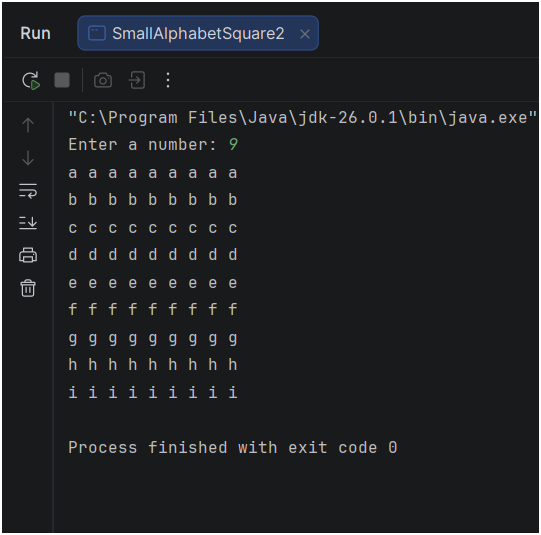 Run SmallAlphabetSquare2
"C:\Program Files\Java\jdk-26.0.1\bin\java.exe"
Enter a number: 9
a a a a a a a a a
b b b b b b b b b
c c c c c c c c c
d d d d d d d d d
e e e e e e e e e
f f f f f f f f f
g g g g g g g g g
h h h h h h h h h
i i i i i i i i i
Process finished with exit code 0